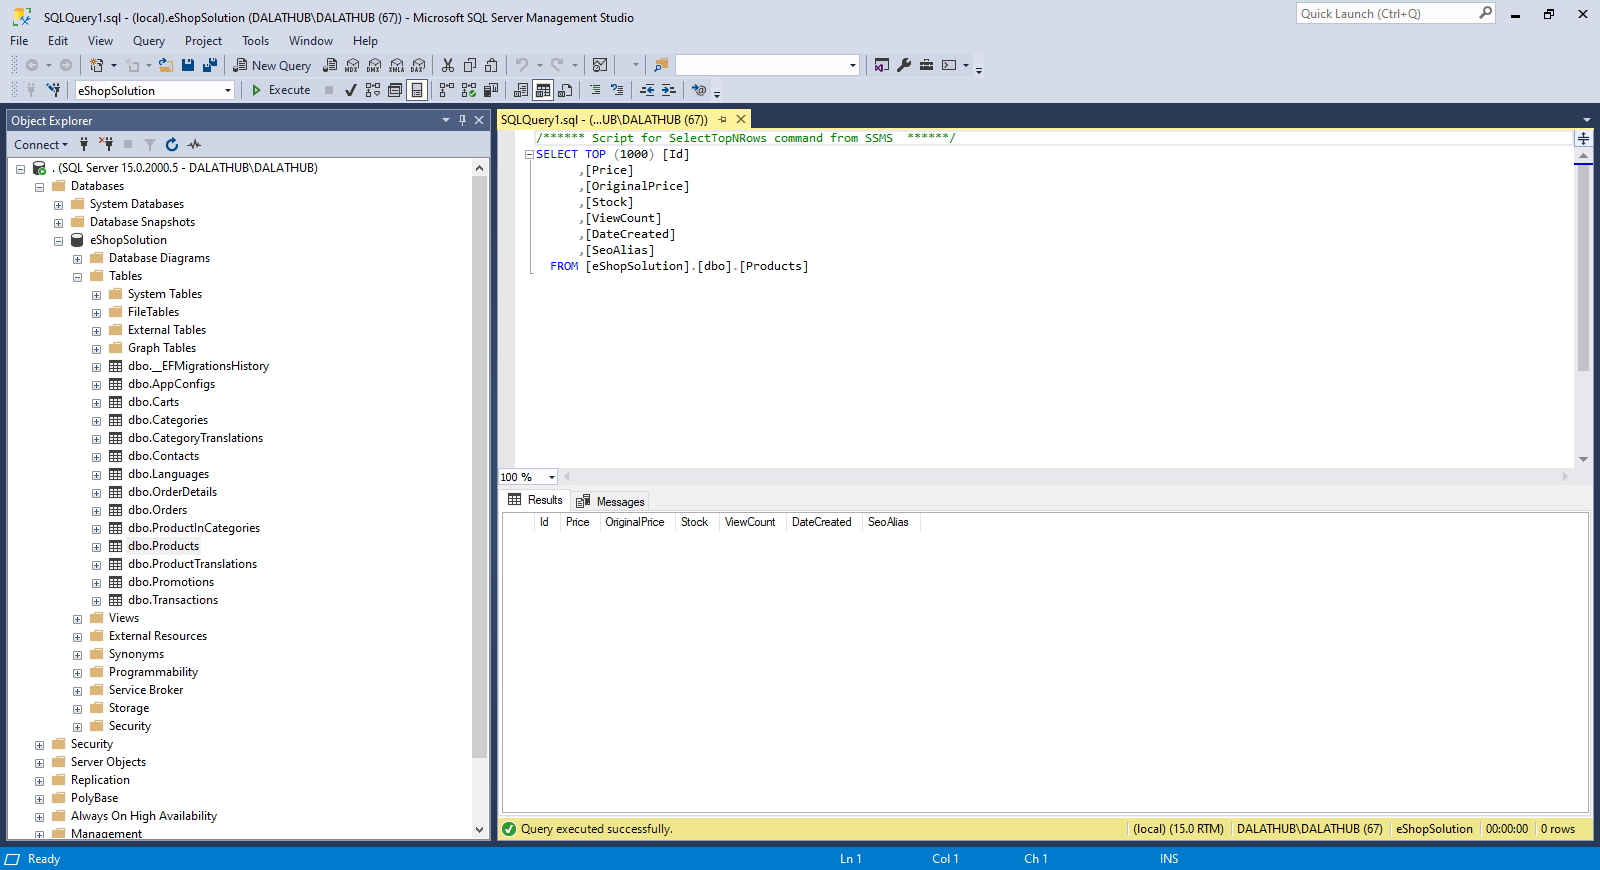 SQLQuery1.sql - (local).eShopSolution (DALATHUB\DALATHUB (67)) - Microsoft SQL Server Management Studio
Quick Launch (Ctrl+Q)
File Edit View Query Project Tools Window Help
New Query
MDX DMX XMLA DAX
eShopSolution
Execute
Object Explorer
Connect
. (SQL Server 15.0.2000.5 - DALATHUB\DALATHUB)
Databases
System Databases
Database Snapshots
eShopSolution
Database Diagrams
Tables
System Tables
FileTables
External Tables
Graph Tables
dbo.__EFMigrationsHistory
dbo.AppConfigs
dbo.Carts
dbo.Categories
dbo.CategoryTranslations
dbo.Contacts
dbo.Languages
dbo.OrderDetails
dbo.Orders
dbo.ProductInCategories
dbo.Products
dbo.ProductTranslations
dbo.Promotions
dbo.Transactions
Views
External Resources
Synonyms
Programmability
Service Broker
Storage
Security
Security
Server Objects
Replication
PolyBase
Always On High Availability
Management
SQLQuery1.sql - (...UB\DALATHUB (67))
/****** Script for SelectTopNRows command from SSMS  ******/
SELECT TOP (1000) [Id]
,[Price]
,[OriginalPrice]
,[Stock]
,[ViewCount]
,[DateCreated]
,[SeoAlias]
FROM [eShopSolution].[dbo].[Products]
100 %
Results Messages
Id Price OriginalPrice Stock ViewCount DateCreated SeoAlias
Query executed successfully.
(local) (15.0 RTM) DALATHUB\DALATHUB (67) eShopSolution 00:00:00 0 rows
Ready Ln 1 Col 1 Ch 1 INS